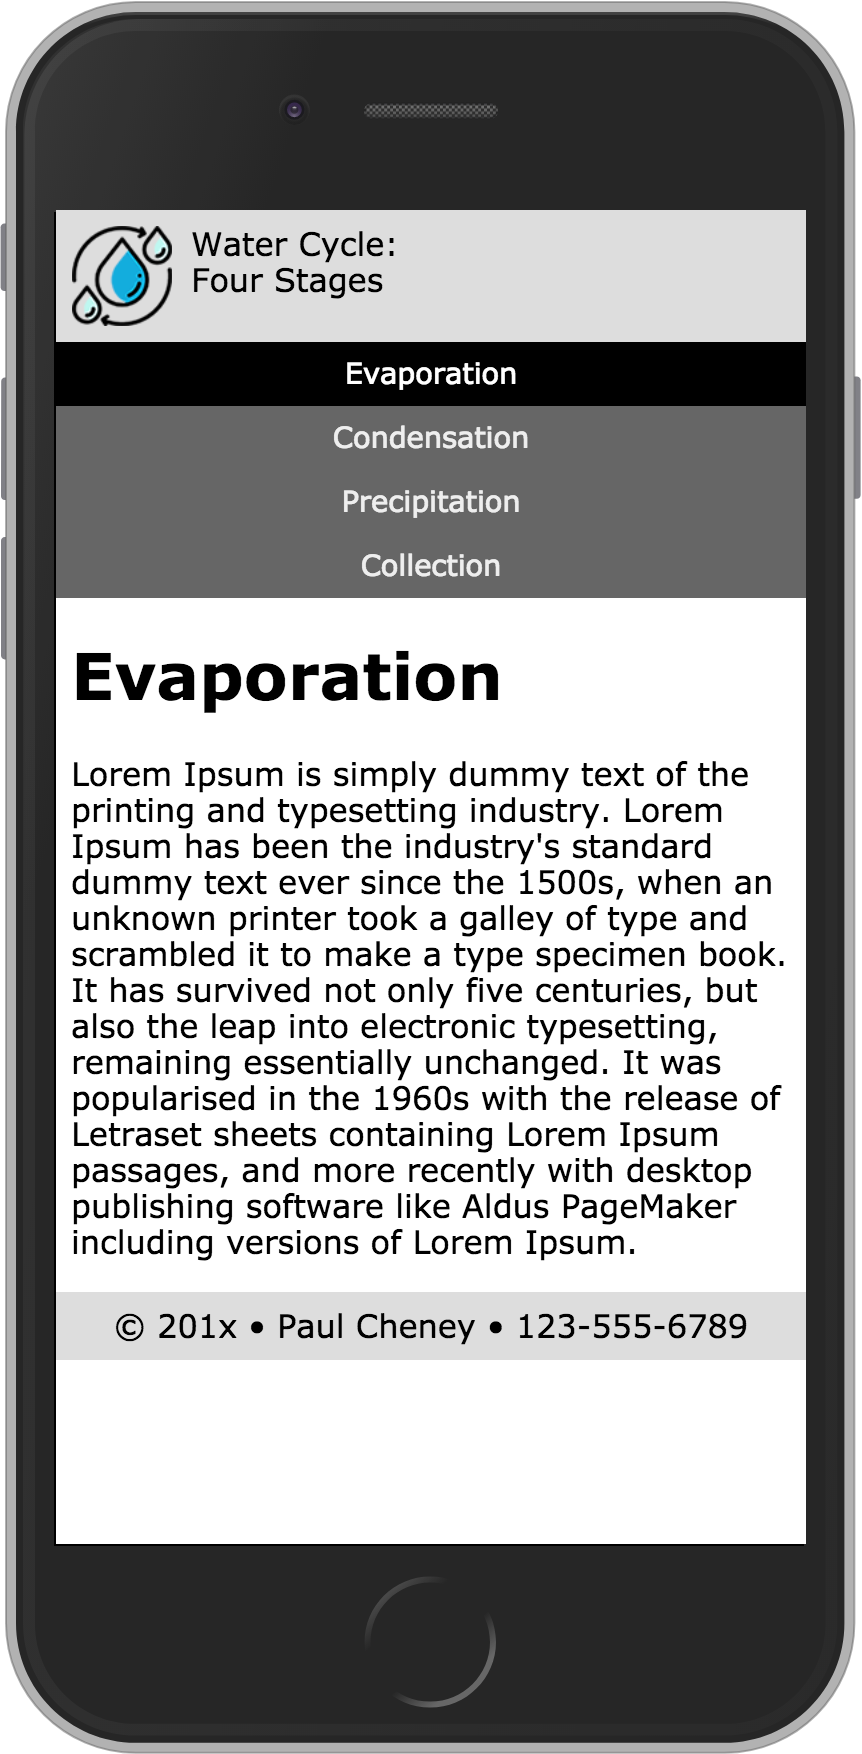 Water Cycle:
Four Stages
Evaporation
Condensation
Precipitation
Collection
Evaporation
Lorem Ipsum is simply dummy text of the
printing and typesetting industry. Lorem
Ipsum has been the industry's standard
dummy text ever since the 1500s, when an
unknown printer took a galley of type and
scrambled it to make a type specimen book.
It has survived not only five centuries, but
also the leap into electronic typesetting,
remaining essentially unchanged. It was
popularised in the 1960s with the release of
Letraset sheets containing Lorem Ipsum
passages, and more recently with desktop
publishing software like Aldus PageMaker
including versions of Lorem Ipsum.
© 201x • Paul Cheney • 123-555-6789